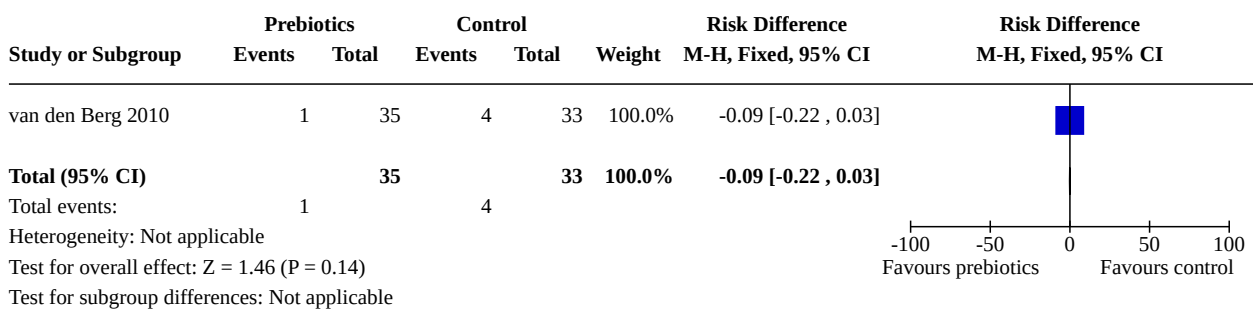 Prebiotics Control Risk Difference Risk Difference
Study or Subgroup Events Total Events Total Weight M-H, Fixed, 95% CI M-H, Fixed, 95% CI
van den Berg 2010 1 35 4 33 100.0% -0.09 [-0.22 , 0.03]
Total (95% CI) 35 33 100.0% -0.09 [-0.22 , 0.03]
Total events: 1 4
Heterogeneity: Not applicable
Test for overall effect: Z = 1.46 (P = 0.14)
Test for subgroup differences: Not applicable
-100 -50 0 50 100
Favours prebiotics Favours control